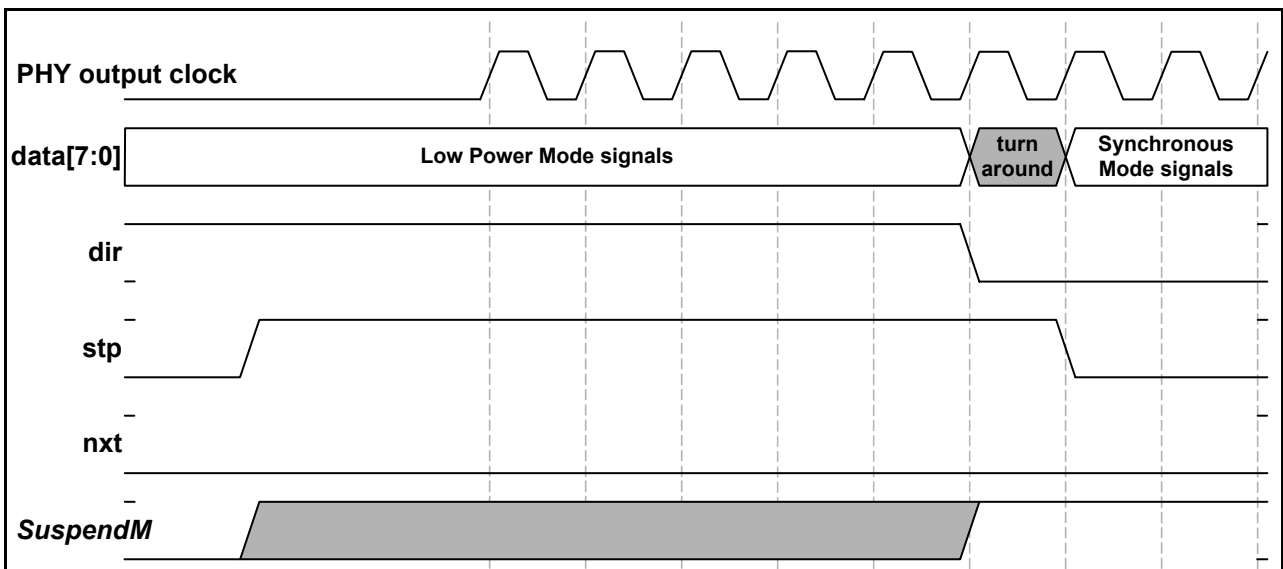 PHY output clock
data[7:0]
Low Power Mode signals
turn
around
Synchronous
Mode signals
dir
stp
nxt
SuspendM